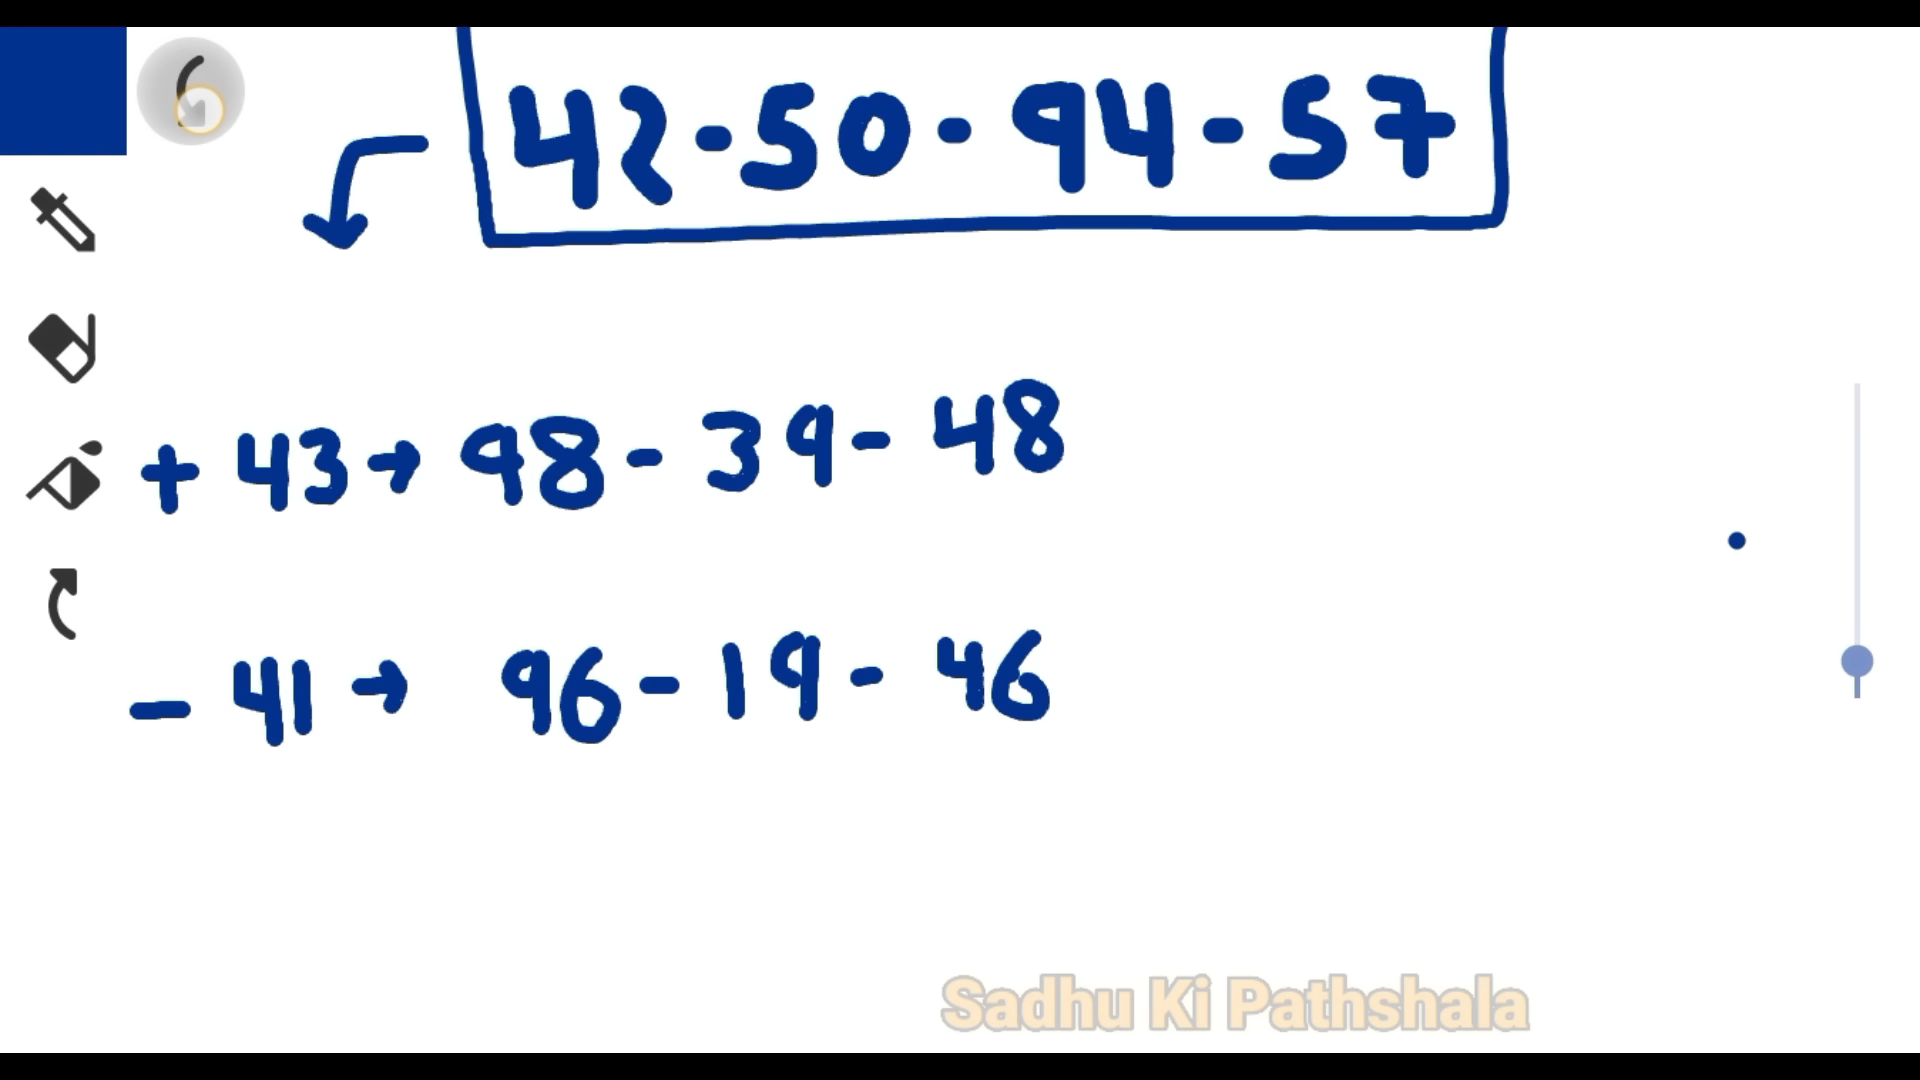 42-50-94-57
+ 43→ 98-39-48
- 41→ 96-19-46
Sadhu Ki Pathshala